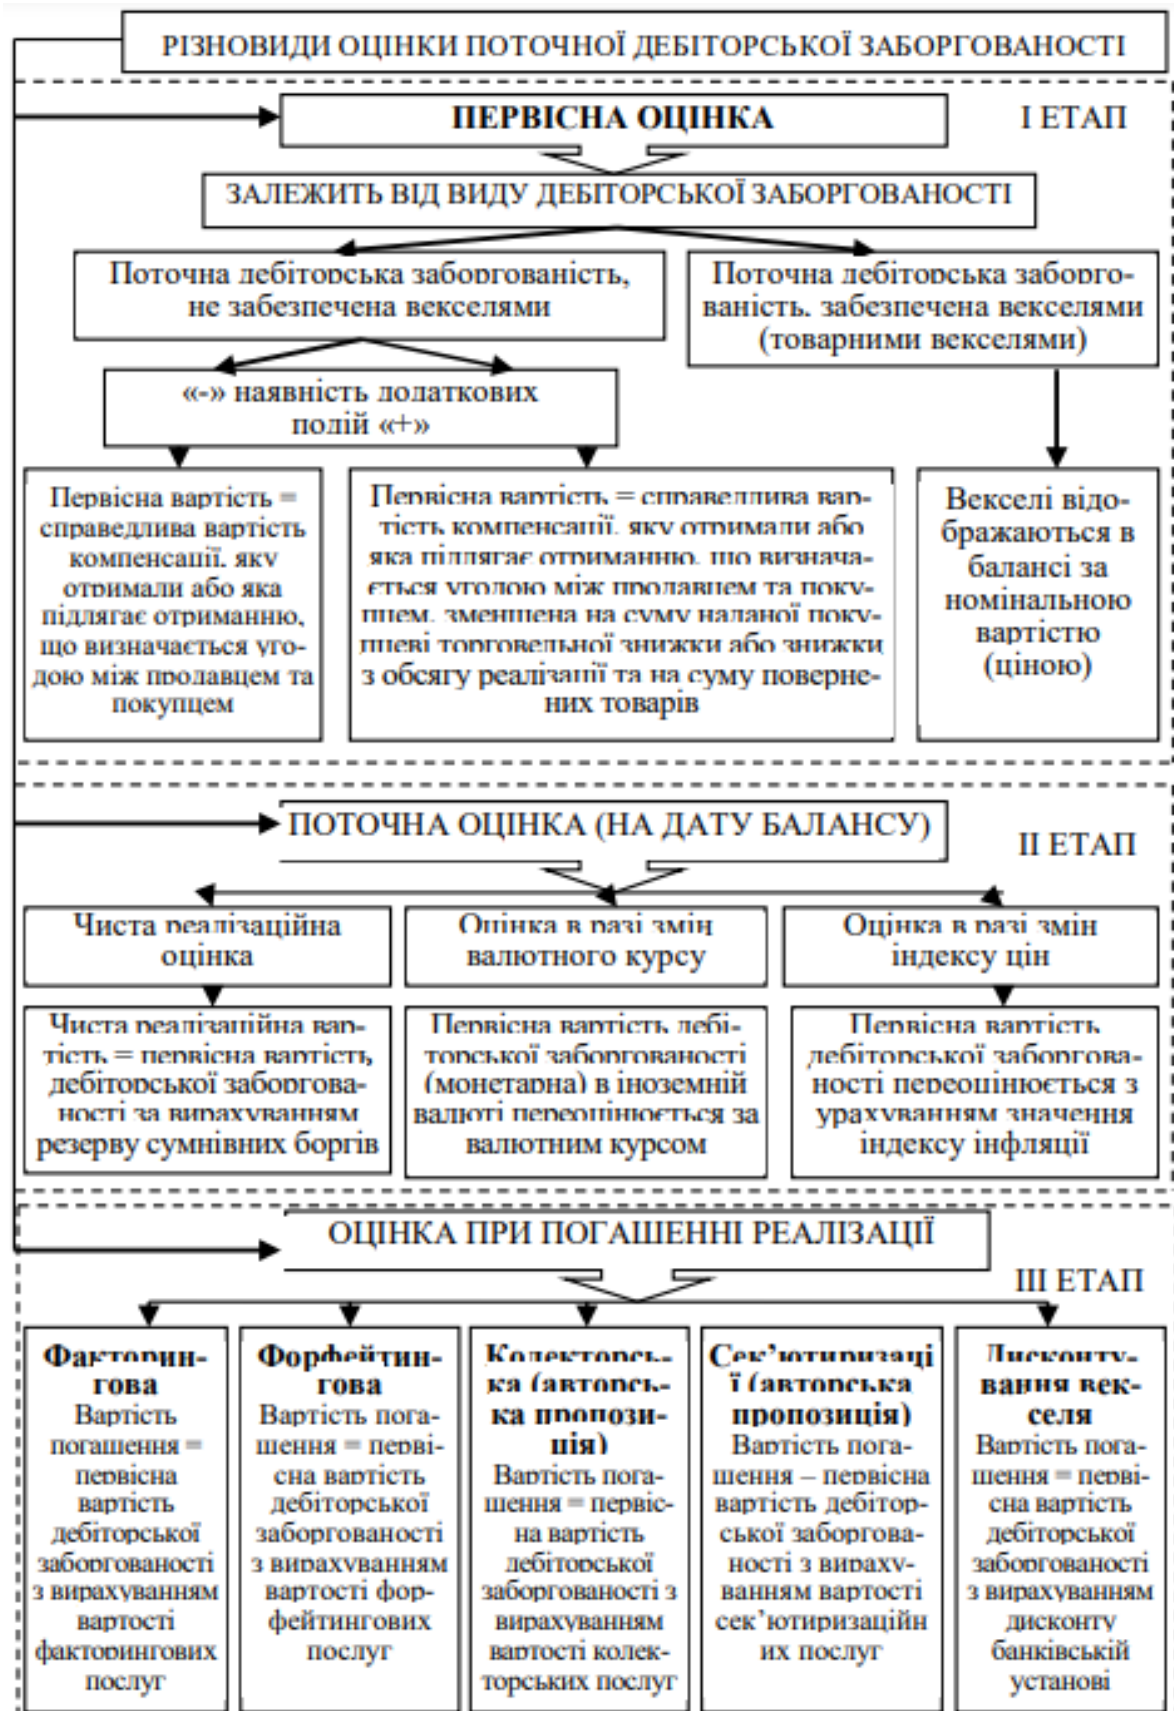 РІЗНОВИДИ ОЦІНКИ ПОТОЧНОЇ ДЕБІТОРСЬКОЇ ЗАБОРГОВАНОСТІ
ПЕРВІСНА ОЦІНКА
І ЕТАП
ЗАЛЕЖИТЬ ВІД ВИДУ ДЕБІТОРСЬКОЇ ЗАБОРГОВАНОСТІ
Поточна дебіторська заборгованість,
не забезпечена векселями
Поточна дебіторська заборго-
ваність, забезпечена векселями
(товарними векселями)
«-» наявність додаткових
подій «+»
Первісна вартість =
справедлива вартість
компенсації, яку
отримали або яка
підлягає отриманню,
що визначається уго-
дою між продавцем та
покупцем
Первісна вартість = справедлива вар-
тість компенсації, яку отримали або
яка підлягає отриманню, що визнача-
ється угодою між продавцем та поку-
пцем, зменшена на суму наданої поку-
пцеві торговельної знижки або знижки
з обсягу реалізації та на суму поверне-
них товарів
Векселі відо-
бражаються в
балансі за
номінальною
вартістю
(ціною)
ПОТОЧНА ОЦІНКА (НА ДАТУ БАЛАНСУ)
ІІ ЕТАП
Чиста реалізаційна
оцінка
Оцінка в разі змін
валютного курсу
Оцінка в разі змін
індексу цін
Чиста реалізаційна вар-
тість = первісна вартість
дебіторської заборгова-
ності за вирахуванням
резерву сумнівних боргів
Первісна вартість дебі-
торської заборгованості
(монетарна) в іноземній
валюті переоцінюється за
валютним курсом
Первісна вартість
дебіторської заборгова-
ності переоцінюється з
урахуванням значення
індексу інфляції
ОЦІНКА ПРИ ПОГАШЕННІ РЕАЛІЗАЦІЇ
ІІІ ЕТАП
Факторин-
гова
Вартість
погашення =
первісна
вартість
дебіторської
заборгованості
з вирахуванням
вартості
факторингових
послуг
Форфейтин-
гова
Вартість пога-
шення = перві-
сна вартість
дебіторської
заборгованості
з вирахуванням
вартості фор-
фейтингових
послуг
Колекторсь-
ка (авторсь-
ка пропози-
ція)
Вартість пога-
шення = первіс-
на вартість
дебіторської
заборгованості з
вирахуванням
вартості колек-
торських послуг
Сек’ютиризаці
ї (авторська
пропозиція)
Вартість пога-
шення – первісна
вартість дебітор-
ської заборгова-
ності з вираху-
ванням вартості
сек’ютиризаційн
их послуг
Дисконту-
вання век-
селя
Вартість пога-
шення = перві-
сна вартість
дебіторської
заборгованості
з вирахуванням
дисконту
банківській
установі